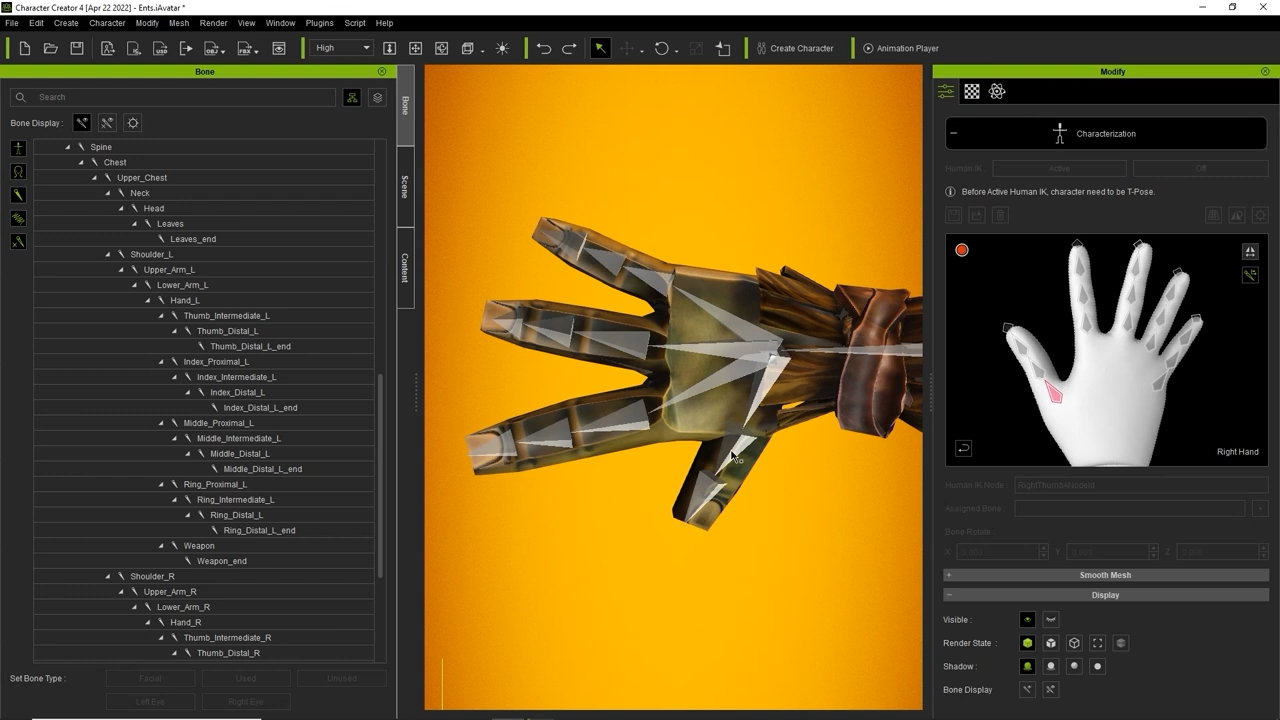 Character Creator 4 [Apr 22 2022] - Ents.iAvatar *
File Edit Create Character Modify Mesh Render View Window Plugins Script Help
High Create Character Animation Player
Bone
Search
Bone Display :
Spine
Chest
Upper_Chest
Neck
Head
Leaves
Leaves_end
Shoulder_L
Upper_Arm_L
Lower_Arm_L
Hand_L
Thumb_Intermediate_L
Thumb_Distal_L
Thumb_Distal_L_end
Index_Proximal_L
Index_Intermediate_L
Index_Distal_L
Index_Distal_L_end
Middle_Proximal_L
Middle_Intermediate_L
Middle_Distal_L
Middle_Distal_L_end
Ring_Proximal_L
Ring_Intermediate_L
Ring_Distal_L
Ring_Distal_L_end
Weapon
Weapon_end
Shoulder_R
Upper_Arm_R
Lower_Arm_R
Hand_R
Thumb_Intermediate_R
Thumb_Distal_R
Set Bone Type : Facial Used Unused
Left Eye Right Eye
Bone
Scene
Content
Modify
Characterization
Human IK Active Off
Before Active Human IK, character need to be T-Pose.
Right Hand
Human IK Node : RightThumbANodeId
Assigned Bone :
Bone Rotate :
X Y Z
Smooth Mesh
Display
Visible :
Render State :
Shadow :
Bone Display